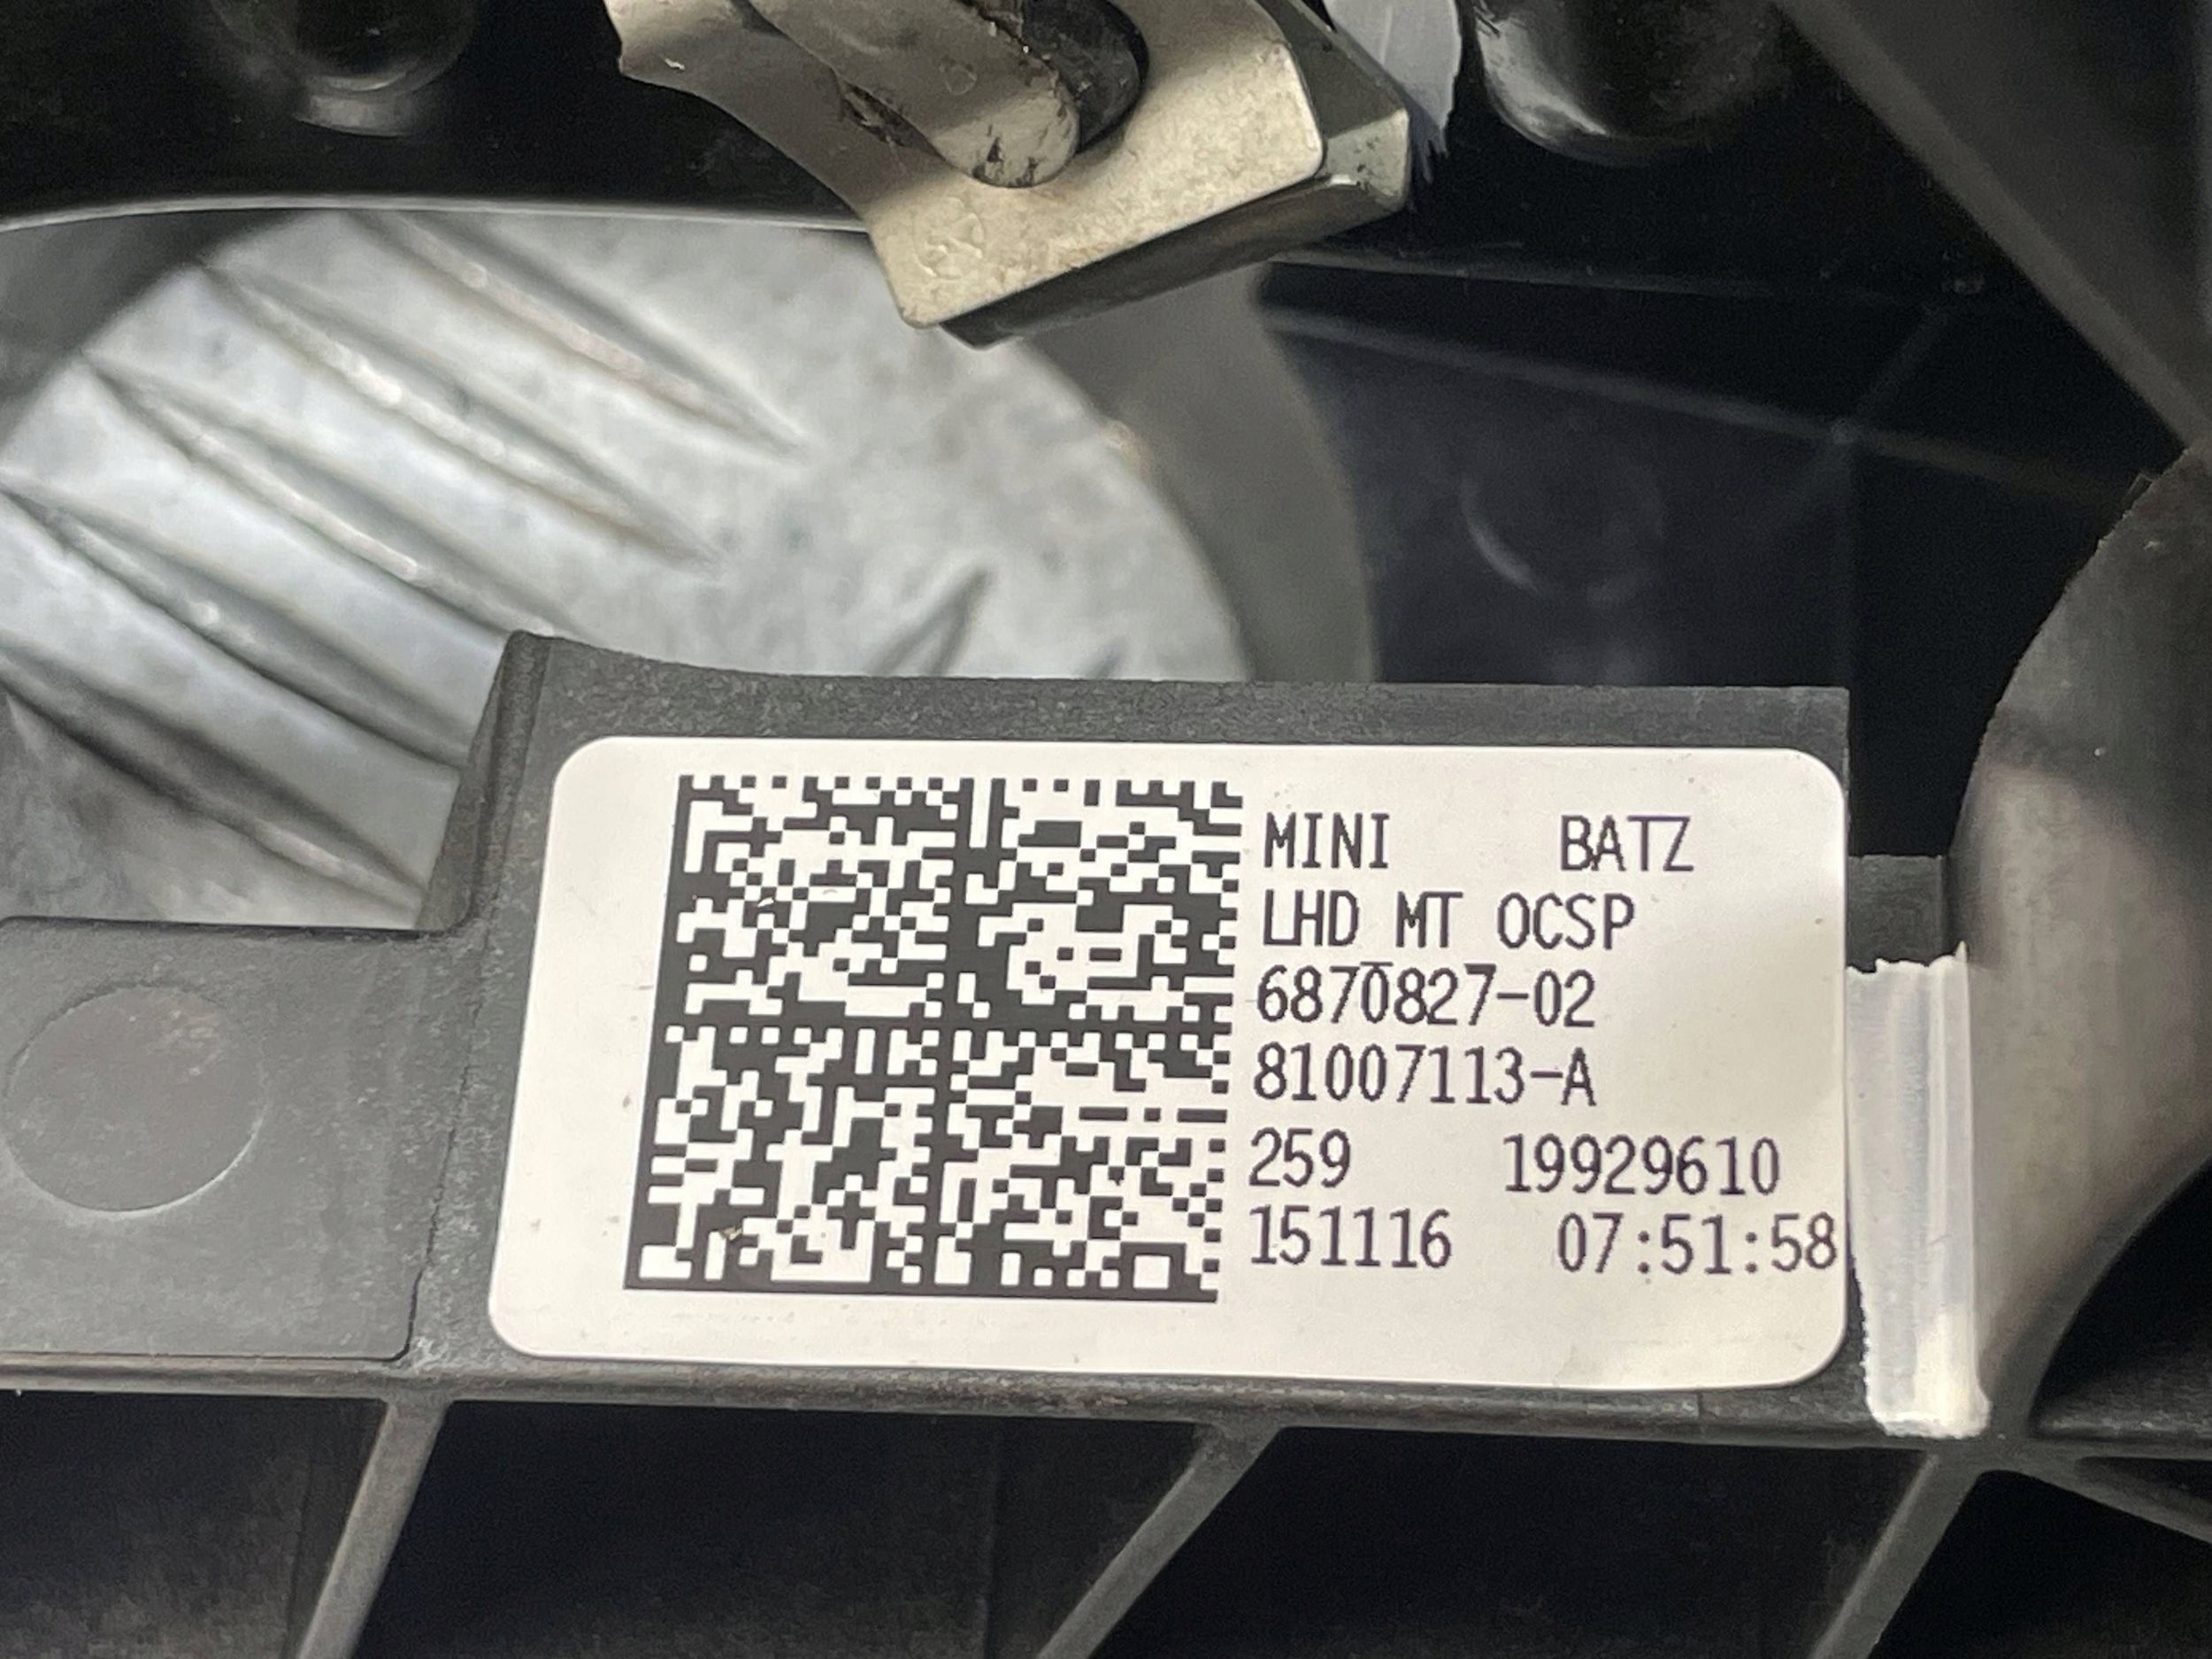 MINI BATZ
LHD MT OCSP
6870827-02
81007113-A
259 19929610
151116 07:51:58